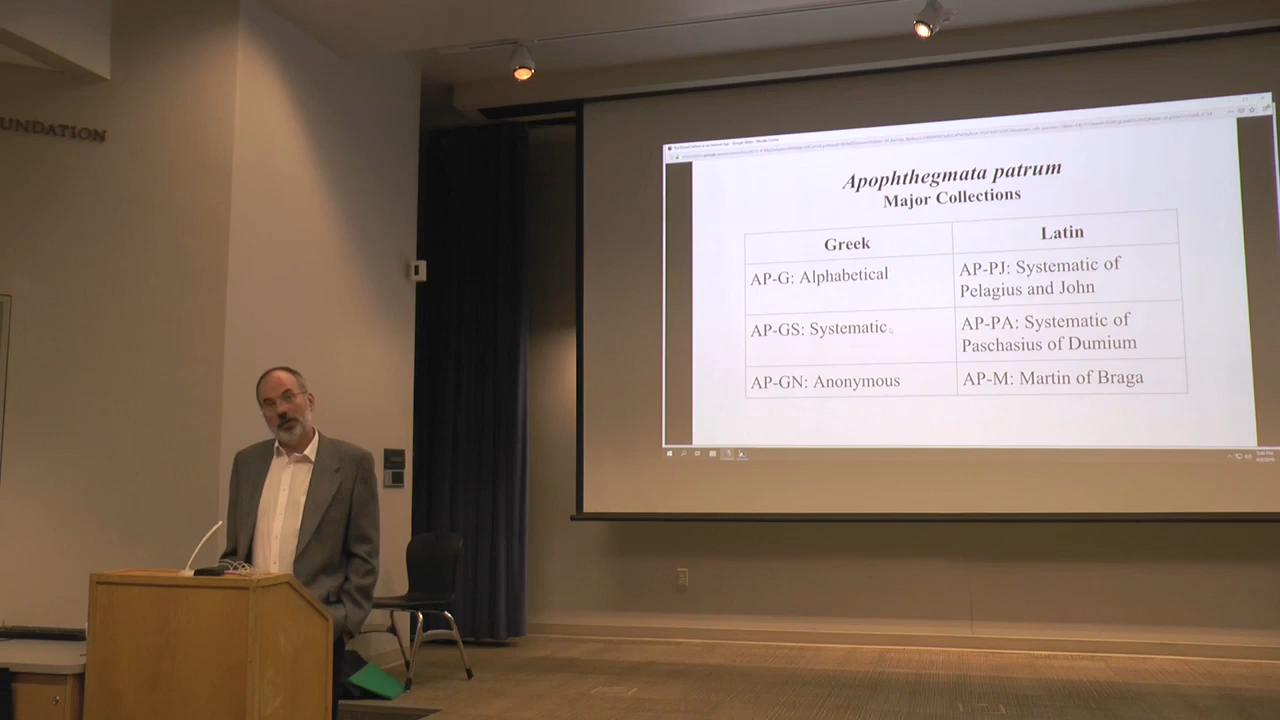 UNDATION
Apophthegmata patrum
Major Collections
Greek
Latin
AP-G: Alphabetical
AP-PJ: Systematic of
Pelagius and John
AP-GS: Systematic
AP-PA: Systematic of
Paschasius of Dumium
AP-GN: Anonymous
AP-M: Martin of Braga